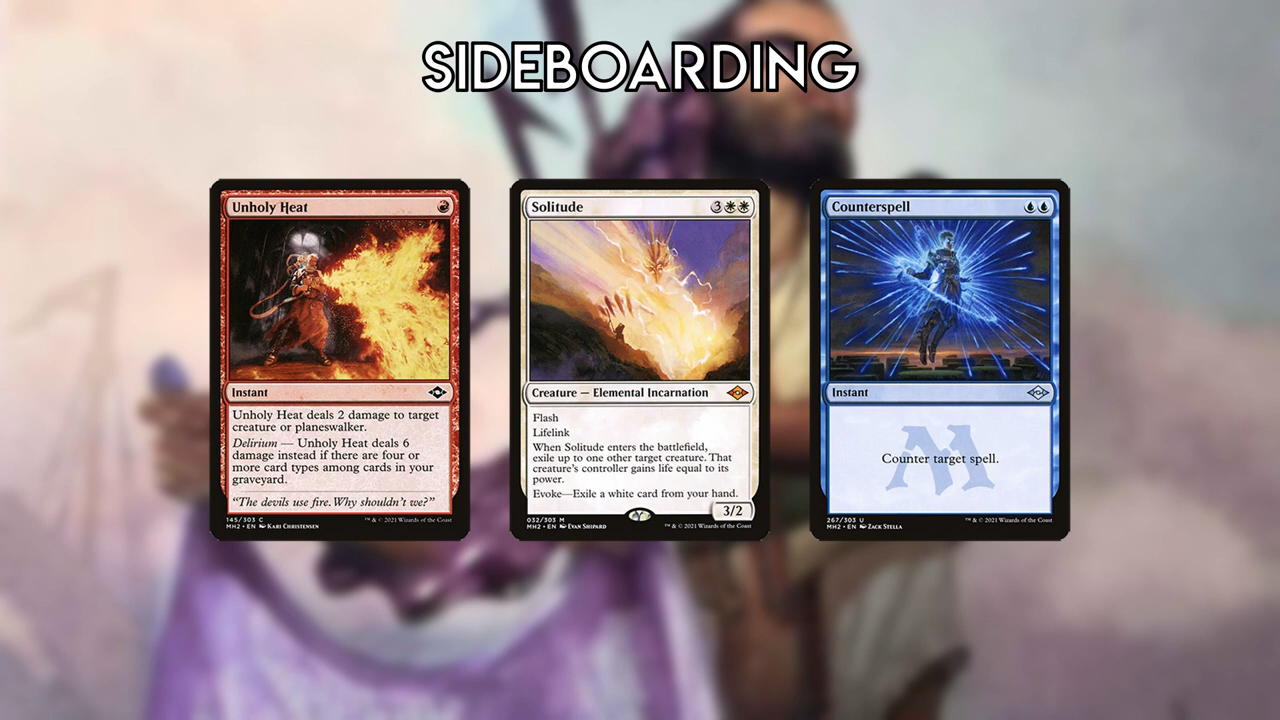 SIDEBOARDING
Unholy Heat
Instant
Unholy Heat deals 2 damage to target
creature or planeswalker.
Delirium — Unholy Heat deals 6
damage instead if there are four or
more card types among cards in your
graveyard.
“The devils use fire. Why shouldn’t we?”
145/303 C
MH2 • EN Kari Christensen
™ & © 2021 Wizards of the Coast
Solitude
3
Creature — Elemental Incarnation
Flash
Lifelink
When Solitude enters the battlefield,
exile up to one other target creature. That
creature’s controller gains life equal to its
power.
Evoke—Exile a white card from your hand.
3/2
032/303 M
MH2 • EN Evan Shipard
™ & © 2021 Wizards of the Coast
Counterspell
Instant
Counter target spell.
267/303 U
MH2 • EN Zack Stella
™ & © 2021 Wizards of the Coast